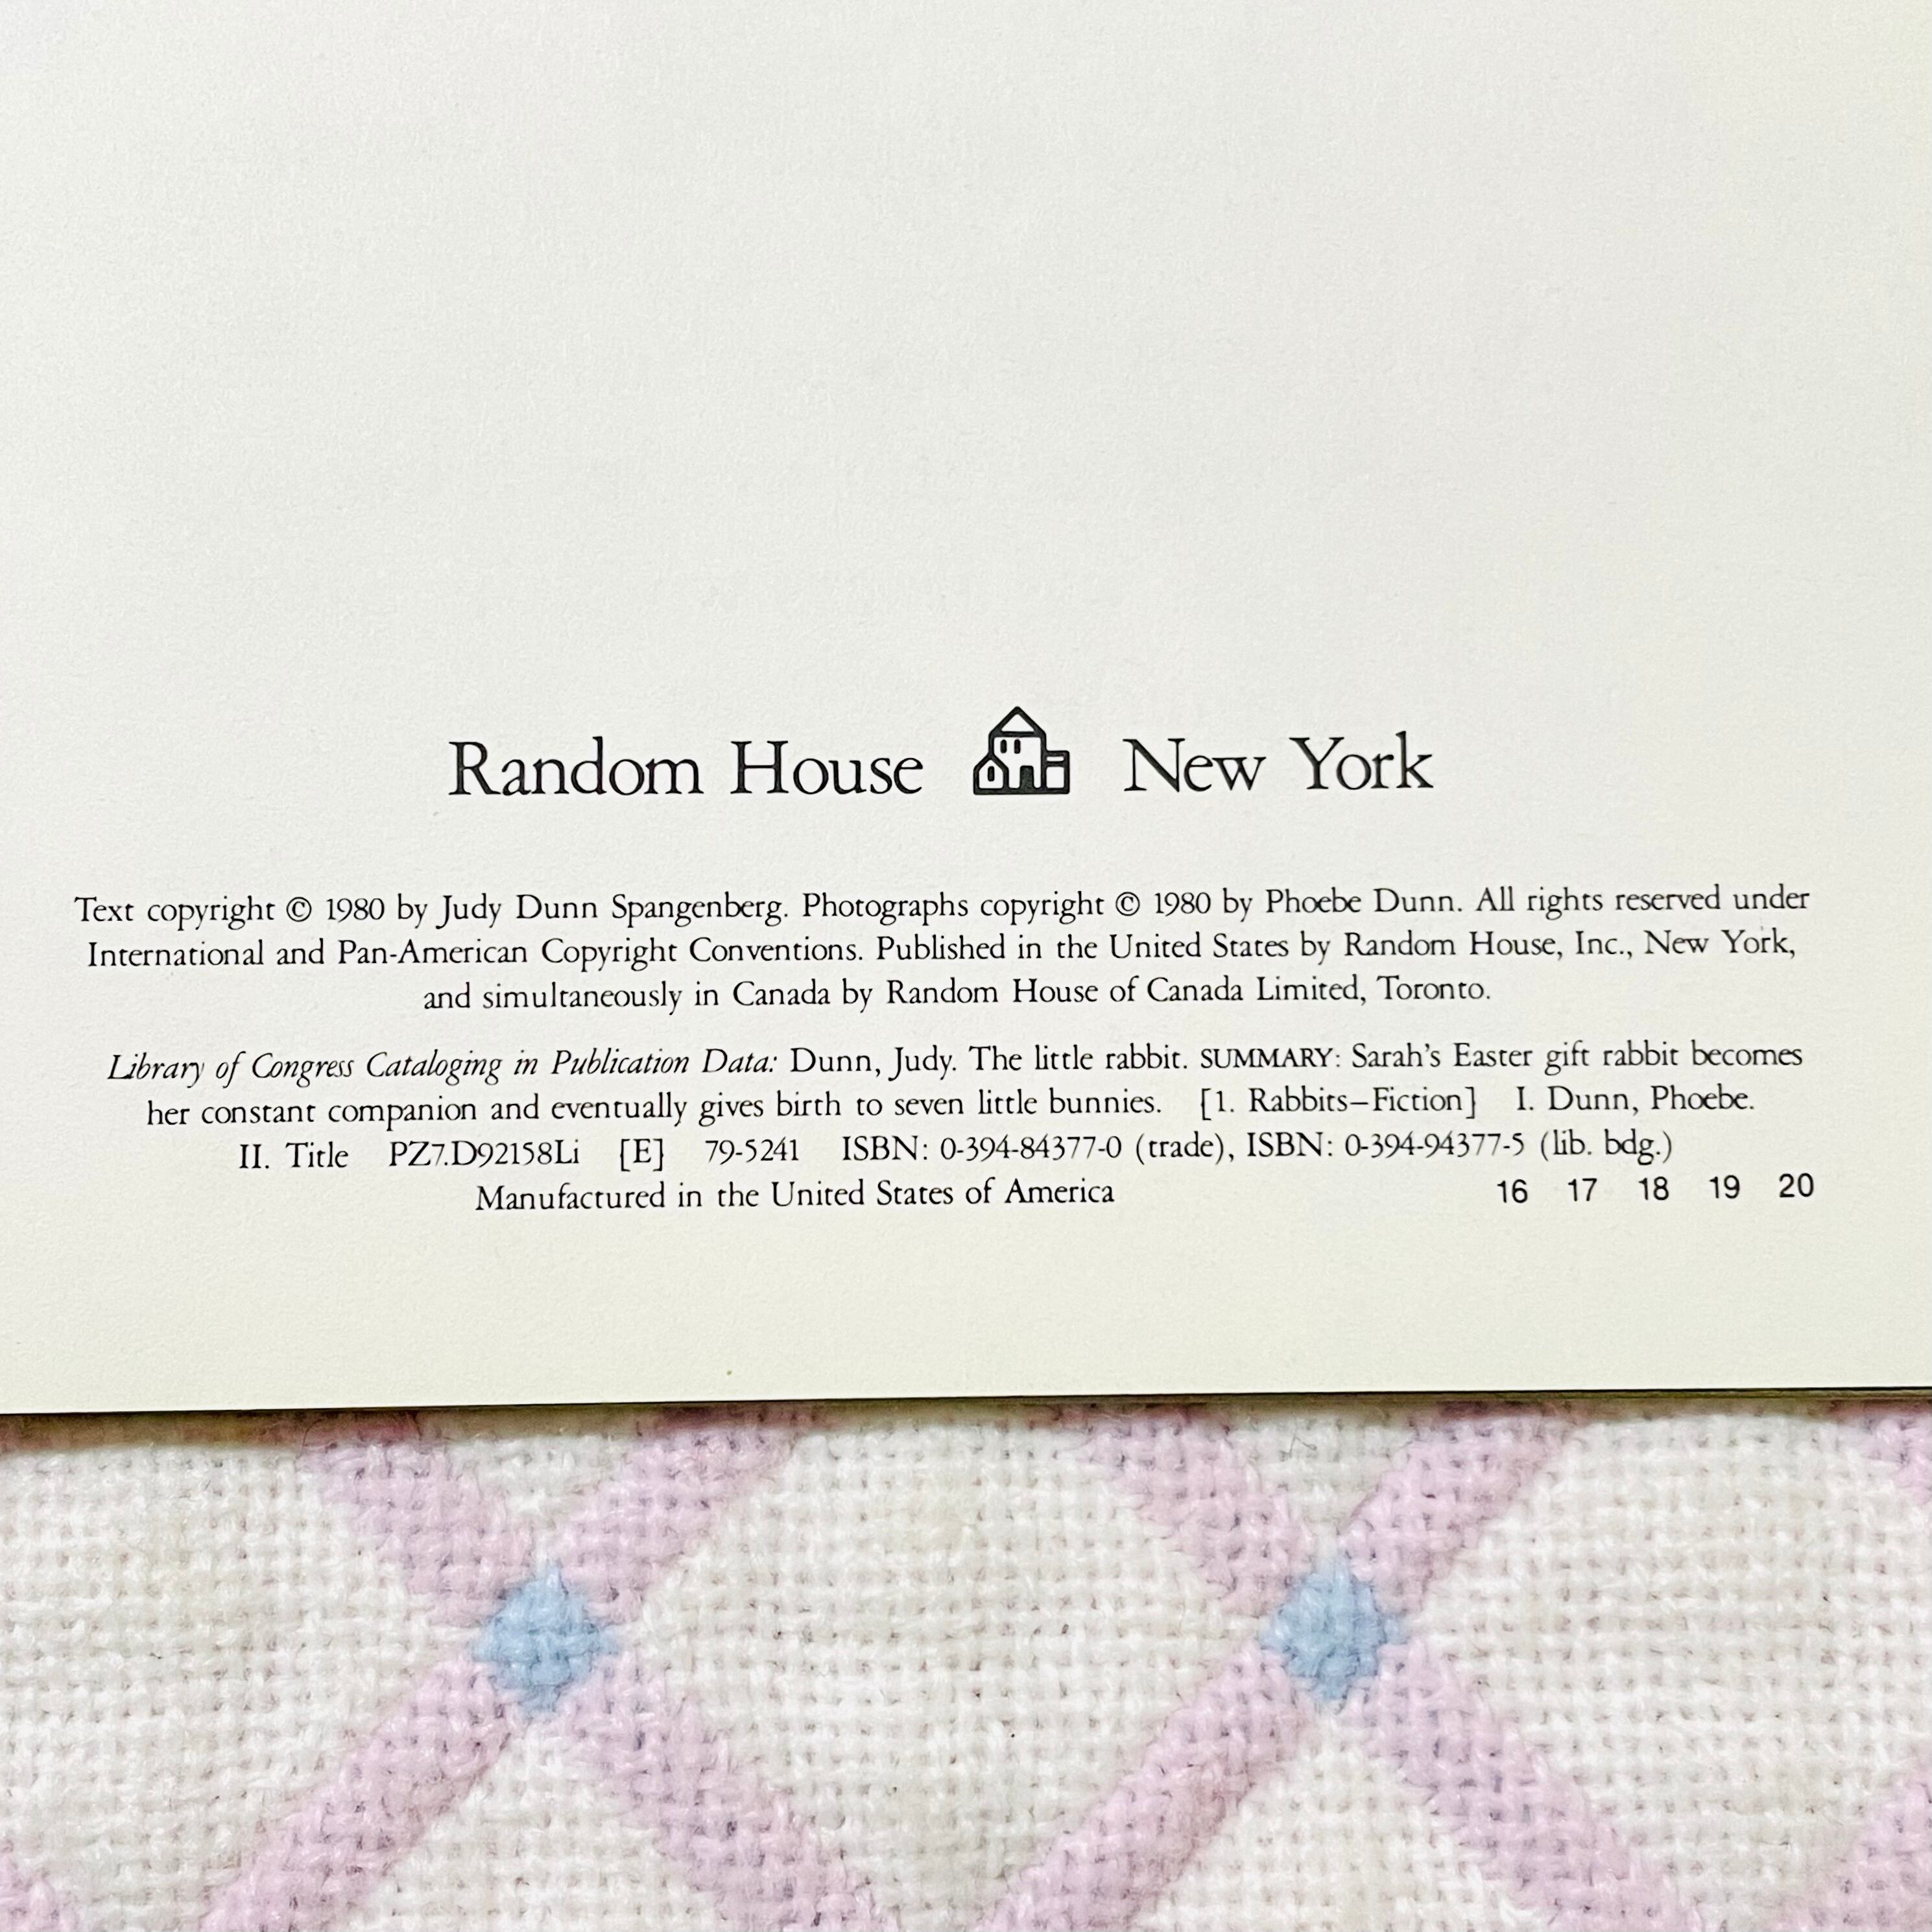 Random House New York
Text copyright © 1980 by Judy Dunn Spangenberg. Photographs copyright © 1980 by Phoebe Dunn. All rights reserved under
International and Pan-American Copyright Conventions. Published in the United States by Random House, Inc., New York,
and simultaneously in Canada by Random House of Canada Limited, Toronto.
Library of Congress Cataloging in Publication Data: Dunn, Judy. The little rabbit. SUMMARY: Sarah's Easter gift rabbit becomes
her constant companion and eventually gives birth to seven little bunnies. [1. Rabbits–Fiction] I. Dunn, Phoebe.
II. Title PZ7.D92158Li [E] 79-5241 ISBN: 0-394-84377-0 (trade), ISBN: 0-394-94377-5 (lib. bdg.)
Manufactured in the United States of America 16 17 18 19 20